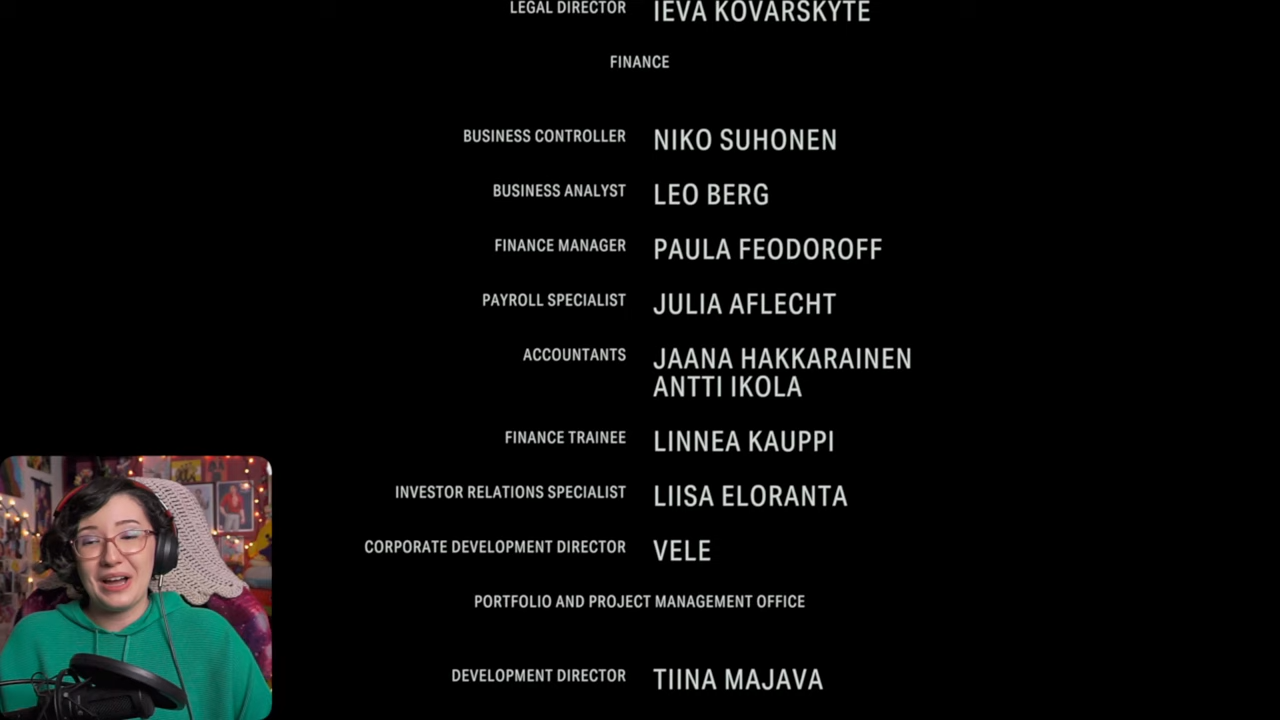 LEGAL DIRECTOR IEVA KOVARSKYTE
FINANCE
BUSINESS CONTROLLER NIKO SUHONEN
BUSINESS ANALYST LEO BERG
FINANCE MANAGER PAULA FEODOROFF
PAYROLL SPECIALIST JULIA AFLECHT
ACCOUNTANTS JAANA HAKKARAINEN
ANTTI IKOLA
FINANCE TRAINEE LINNEA KAUPPI
INVESTOR RELATIONS SPECIALIST LIISA ELORANTA
CORPORATE DEVELOPMENT DIRECTOR VELE
PORTFOLIO AND PROJECT MANAGEMENT OFFICE
DEVELOPMENT DIRECTOR TIINA MAJAVA